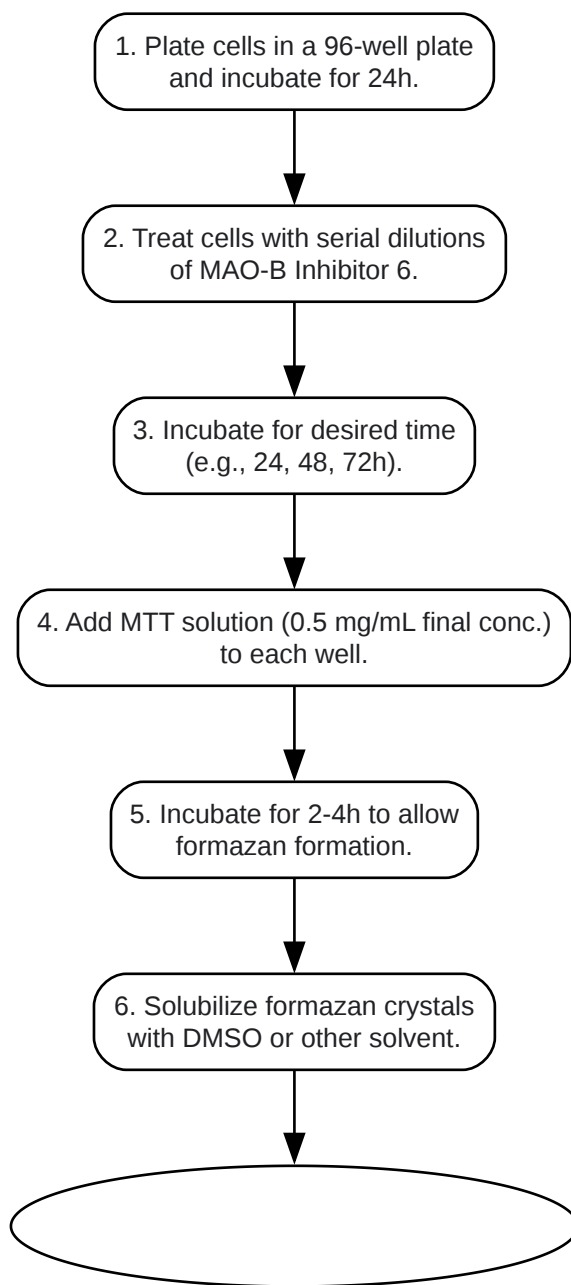 1. Plate cells in a 96-well plate
and incubate for 24h.
2. Treat cells with serial dilutions
of MAO-B Inhibitor 6.
3. Incubate for desired time
(e.g., 24, 48, 72h).
4. Add MTT solution (0.5 mg/mL final conc.)
to each well.
5. Incubate for 2-4h to allow
formazan formation.
6. Solubilize formazan crystals
with DMSO or other solvent.